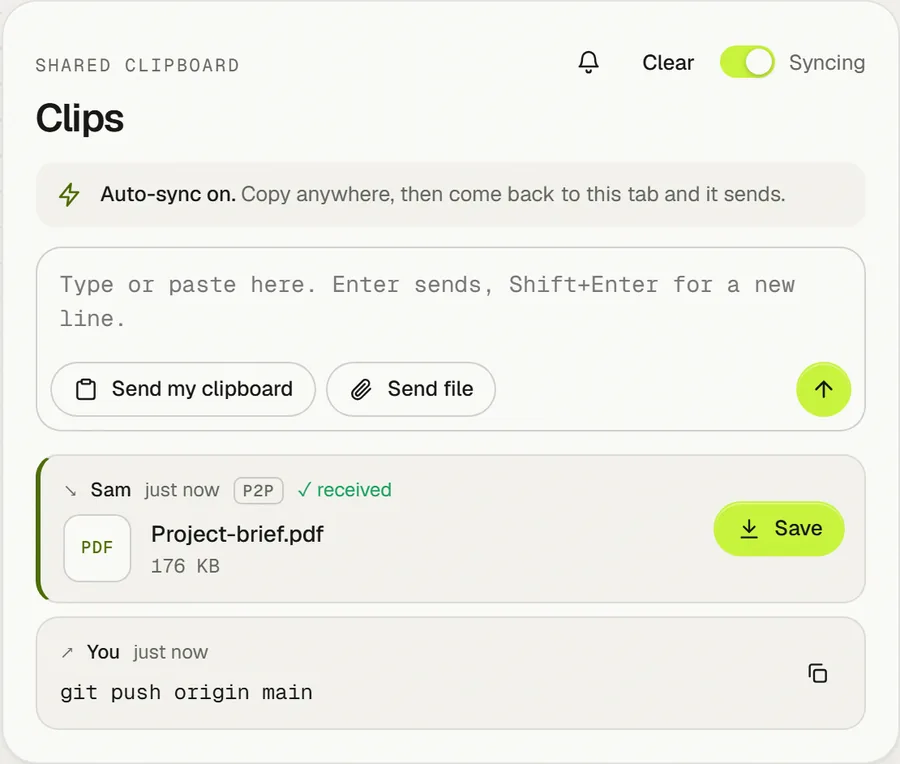 SHARED CLIPBOARD
Clear
Syncing
Clips
Auto-sync on. Copy anywhere, then come back to this tab and it sends.
Type or paste here. Enter sends, Shift+Enter for a new
line.
Send my clipboard
Send file
Sam just now P2P ✓ received
PDF
Project-brief.pdf
176 KB
Save
You just now
git push origin main